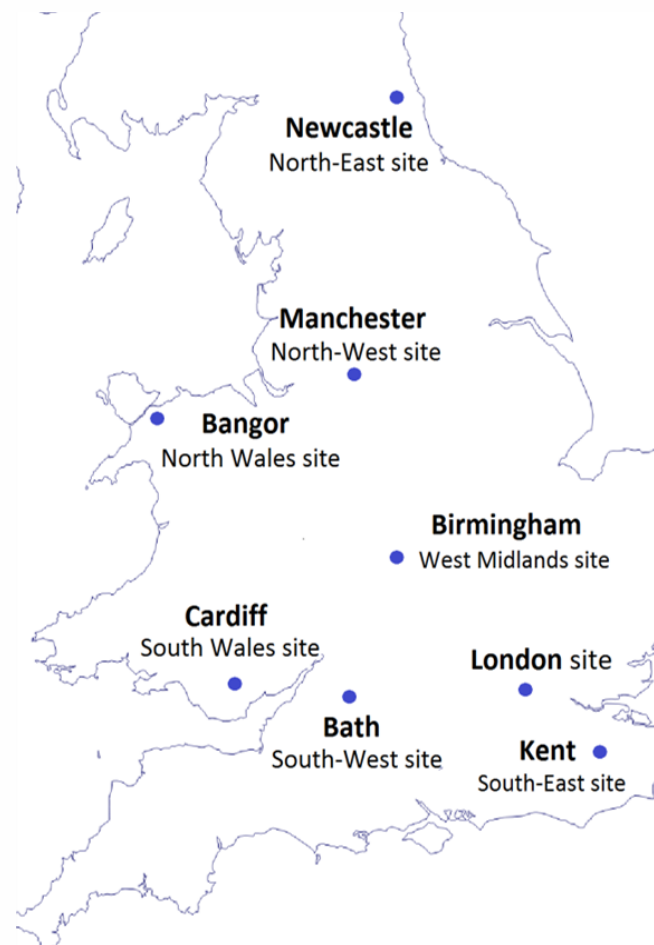 Newcastle
North-East site
Manchester
North-West site
Bangor
North Wales site
Birmingham
West Midlands site
Cardiff
South Wales site
London site
Bath
South-West site
Kent
South-East site